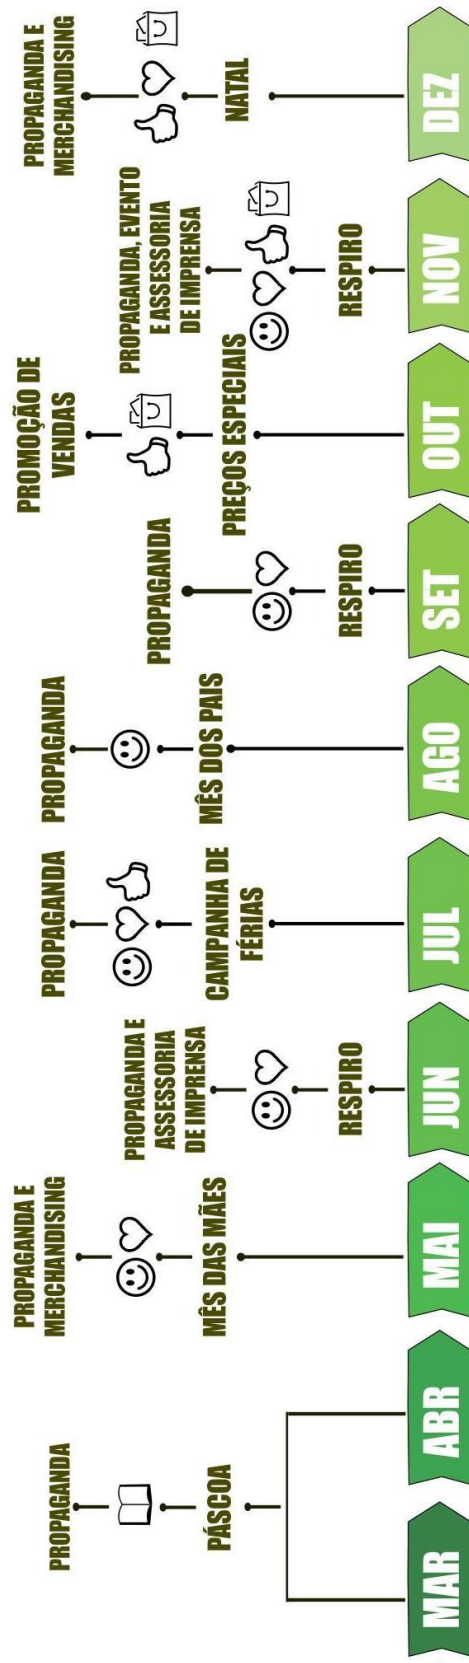 PROPAGANDA
PÁSCOA
MAR
ABR
PROPAGANDA E
MERCHANDISING
MÊS DAS MÃES
MAI
PROPAGANDA E
ASSESSORIA
DE IMPRENSA
RESPIRO
JUN
PROPAGANDA
CAMPANHA DE
FÉRIAS
JUL
PROPAGANDA
MÊS DOS PAIS
AGO
PROPAGANDA
RESPIRO
SET
PROMOÇÃO DE
VENDAS
PREÇOS ESPECIAIS
OUT
PROPAGANDA, EVENTO
E ASSESSORIA
DE IMPRENSA
RESPIRO
NOV
PROPAGANDA E
MERCHANDISING
NATAL
DEZ